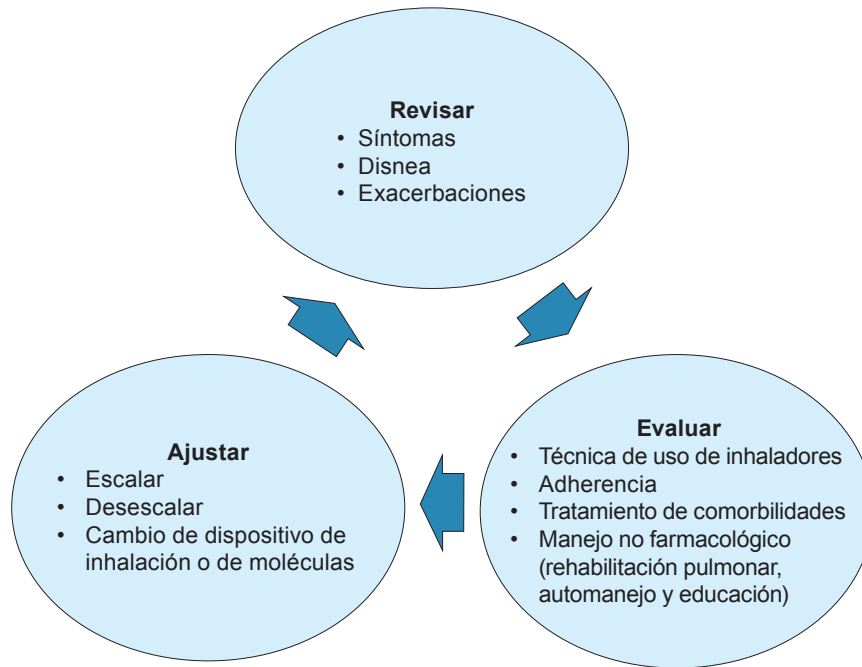 Revisar
• Síntomas
• Disnea
• Exacerbaciones
Evaluar
• Técnica de uso de inhaladores
• Adherencia
• Tratamiento de comorbilidades
• Manejo no farmacológico
(rehabilitación pulmonar,
automanejo y educación)
Ajustar
• Escalar
• Desescalar
• Cambio de dispositivo de
inhalación o de moléculas